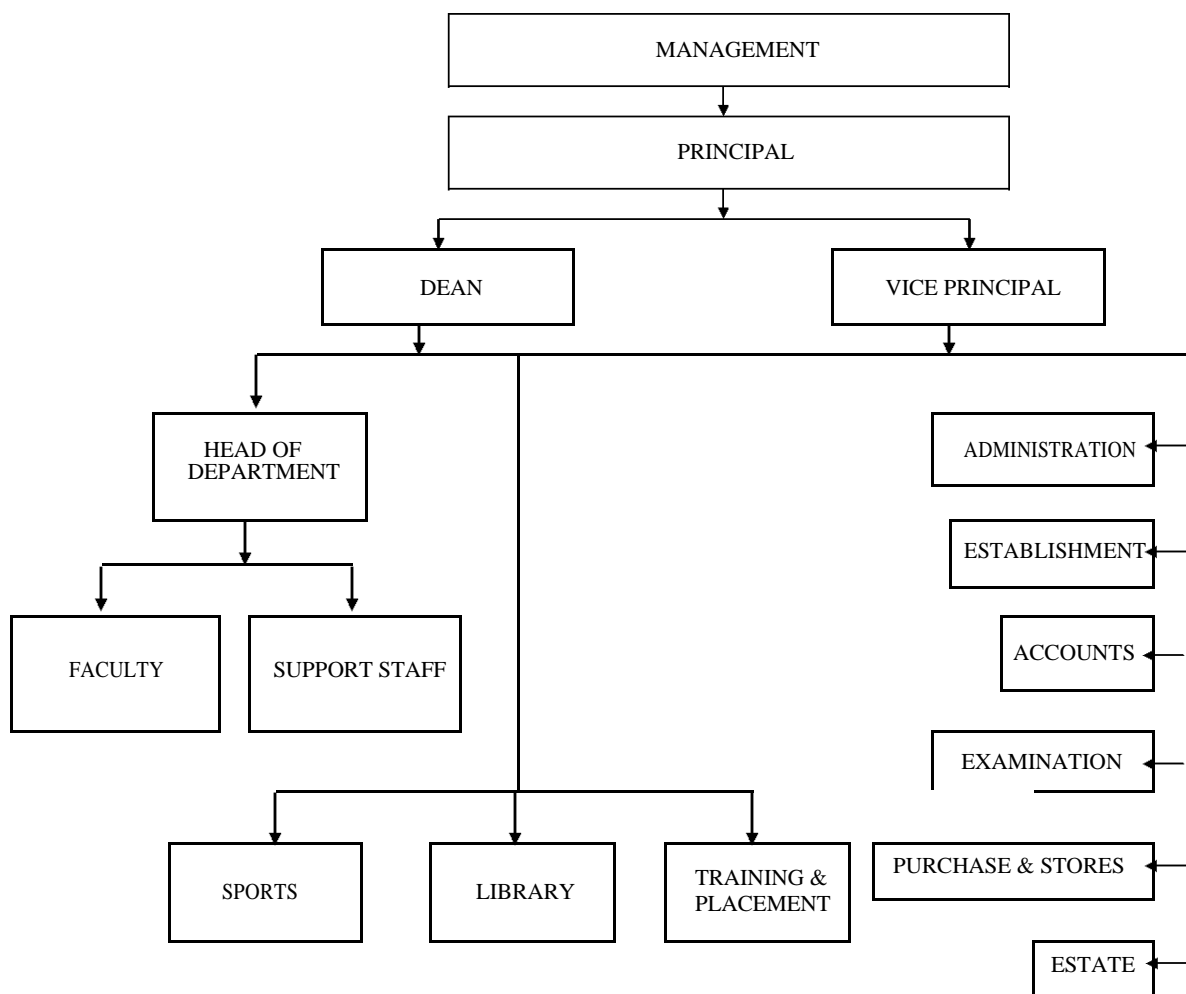 MANAGEMENT
PRINCIPAL
DEAN
VICE PRINCIPAL
HEAD OF
DEPARTMENT
ADMINISTRATION
ESTABLISHMENT
FACULTY
SUPPORT STAFF
ACCOUNTS
EXAMINATION
SPORTS
LIBRARY
TRAINING &
PLACEMENT
PURCHASE & STORES
ESTATE